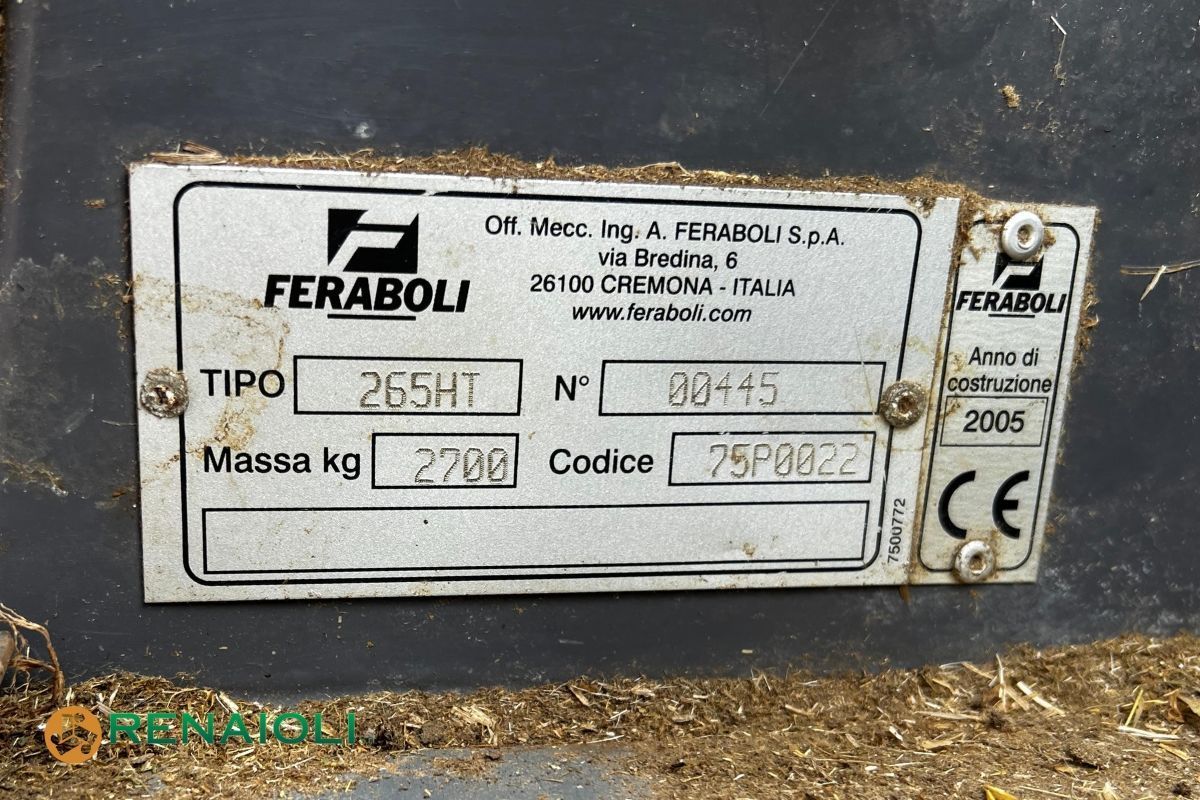 FERABOLI
Off. Mecc. Ing. A. FERABOLI S.p.A.
via Bredina, 6
26100 CREMONA - ITALIA
www.feraboli.com
TIPO 265HT N° 00445
Massa kg 2700 Codice 75P0022
7500772
FERABOLI
Anno di
costruzione
2005
CE
RENAIOLI